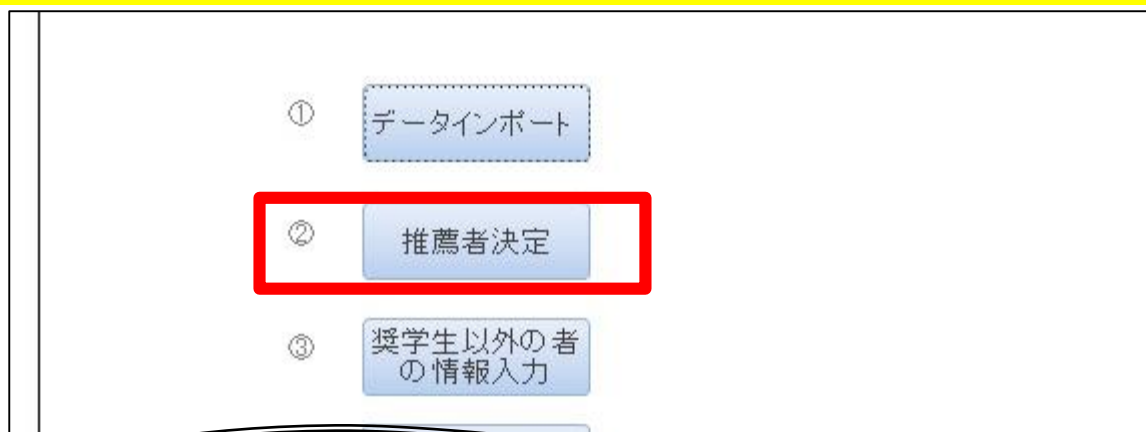 ① データインポート
② 推薦者決定
③ 奨学生以外の者
の情報入力